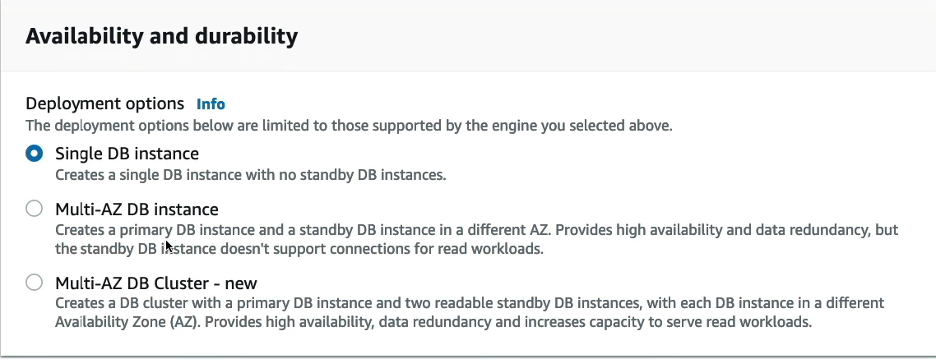 Availability and durability
Deployment options Info
The deployment options below are limited to those supported by the engine you selected above.
Single DB instance
Creates a single DB instance with no standby DB instances.
Multi-AZ DB instance
Creates a primary DB instance and a standby DB instance in a different AZ. Provides high availability and data redundancy, but
the standby DB instance doesn't support connections for read workloads.
Multi-AZ DB Cluster - new
Creates a DB cluster with a primary DB instance and two readable standby DB instances, with each DB instance in a different
Availability Zone (AZ). Provides high availability, data redundancy and increases capacity to serve read workloads.